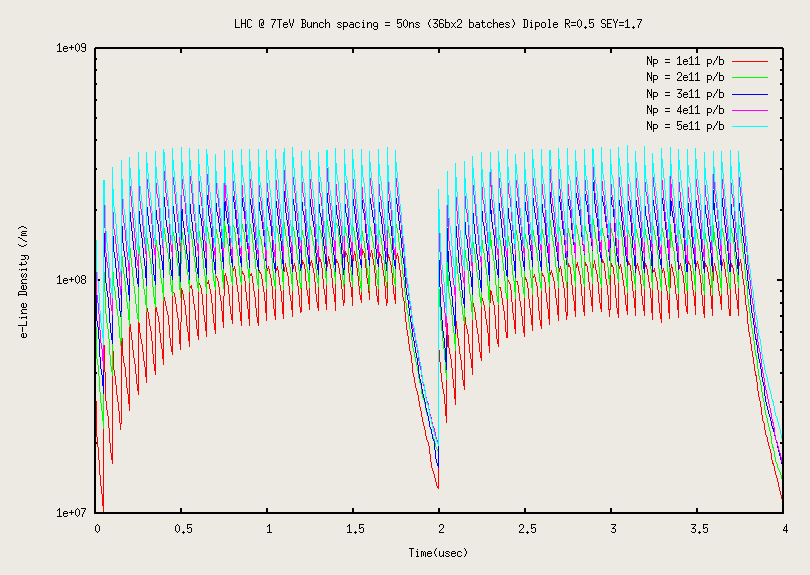 LHC @ 7TeV Bunch spacing = 50ns (36bx2 batches) Dipole R=0.5 SEY=1.7
1e+09
Np = 1e11 p/b
Np = 2e11 p/b
Np = 3e11 p/b
Np = 4e11 p/b
Np = 5e11 p/b
e-Line Density (/m)
1e+08
1e+07
0 0.5 1 1.5 2 2.5 3 3.5 4
Time(usec)